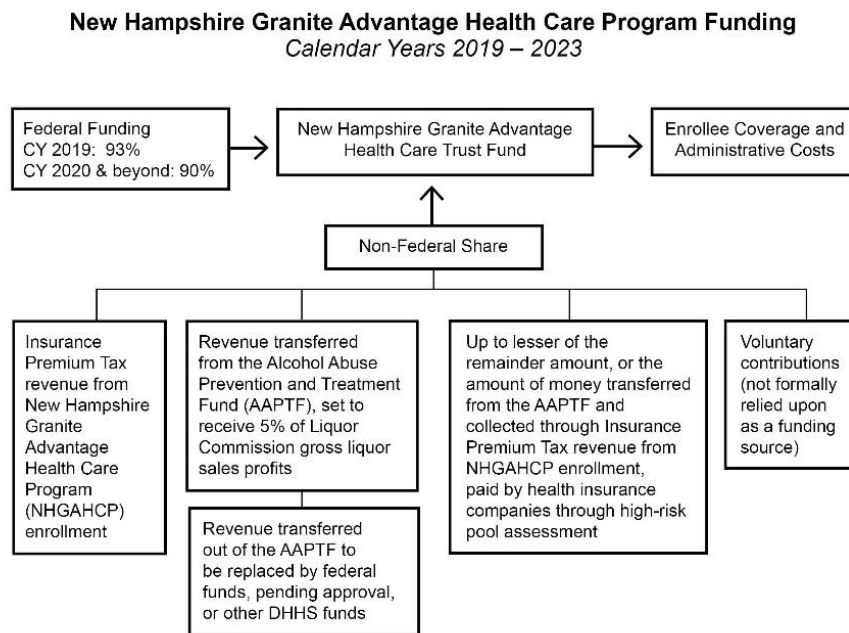 New Hampshire Granite Advantage Health Care Program Funding
Calendar Years 2019 – 2023
Federal Funding
CY 2019: 93%
CY 2020 & beyond: 90%
New Hampshire Granite Advantage
Health Care Trust Fund
Enrollee Coverage and
Administrative Costs
Non-Federal Share
Insurance
Premium Tax
revenue from
New Hampshire
Granite
Advantage
Health Care
Program
(NHGAHCP)
enrollment
Revenue transferred
from the Alcohol Abuse
Prevention and Treatment
Fund (AAPTF), set to
receive 5% of Liquor
Commission gross liquor
sales profits
Revenue transferred
out of the AAPTF to
be replaced by federal
funds, pending approval,
or other DHHS funds
Up to lesser of the
remainder amount, or the
amount of money transferred
from the AAPTF and
collected through Insurance
Premium Tax revenue from
NHGAHCP enrollment,
paid by health insurance
companies through high-risk
pool assessment
Voluntary
contributions
(not formally
relied upon
as a funding
source)